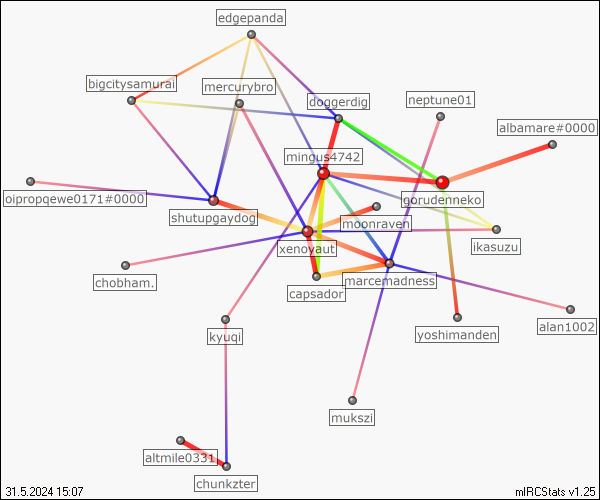 edgepanda
bigcitysamurai
mercurybro
doggerdig
neptune01
albamare#0000
mingus4742
oipropqewe0171#0000
gorudenneko
shutupgaydog
moonraven
xenoyaut
ikasuzu
chobham.
capsador
marcemadness
kyuqi
yoshimanden
alan1002
mukszi
altmile0331
chunkzter
31.5.2024 15:07
mIRCStats v1.25